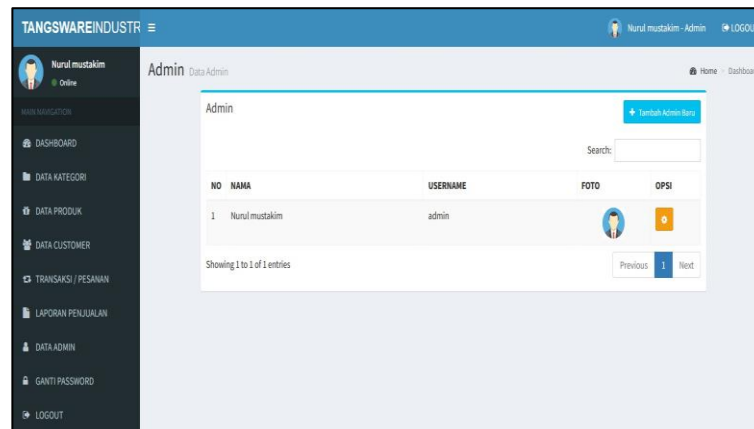 TANGSWAREINDUSTR
Nurul mustakim - Admin LOGOU
Nurul mustakim
Online
MAIN NAVIGATION
DASHBOARD
DATA KATEGORI
DATA PRODUK
DATA CUSTOMER
TRANSAKSI / PESANAN
LAPORAN PENJUALAN
DATA ADMIN
GANTI PASSWORD
LOGOUT
Admin Data Admin
Home > Dashboa
Admin
+ Tambah Admin Baru
Search:
NO NAMA USERNAME FOTO OPSI
1 Nurul mustakim admin
Showing 1 to 1 of 1 entries
Previous 1 Next